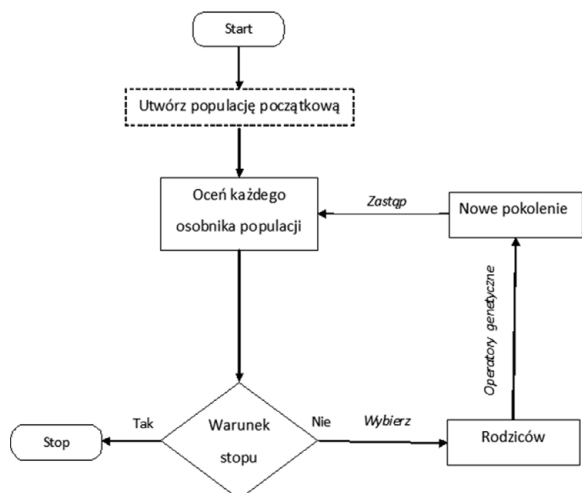 Start
Utwórz populację początkową
Oceń każdego
osobnika populacji
Zastąp
Nowe pokolenie
Operatory genetyczne
Tak
Warunek
stopu
Nie
Wybierz
Stop
Rodziców